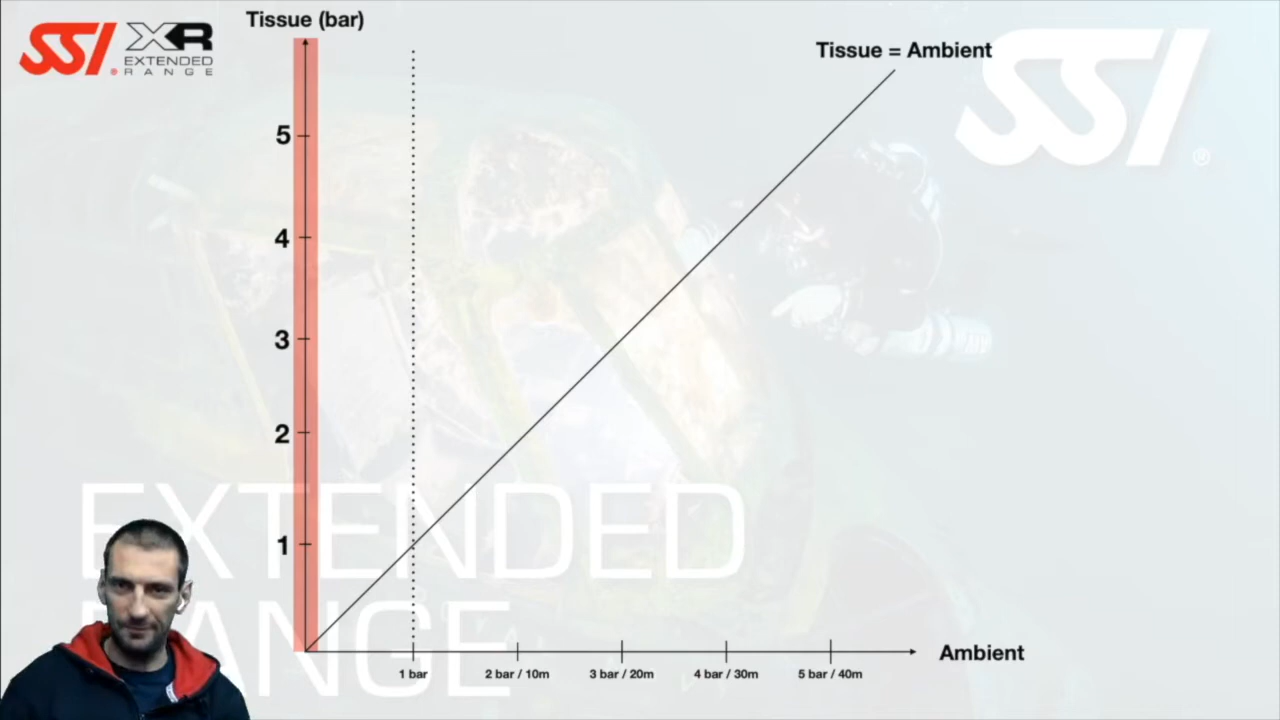 Tissue (bar)
SSI
XR
EXTENDED
RANGE
Tissue = Ambient
SSI
5
4
3
2
1
EXTENDED
RANGE
Ambient
1 bar
2 bar / 10m
3 bar / 20m
4 bar / 30m
5 bar / 40m